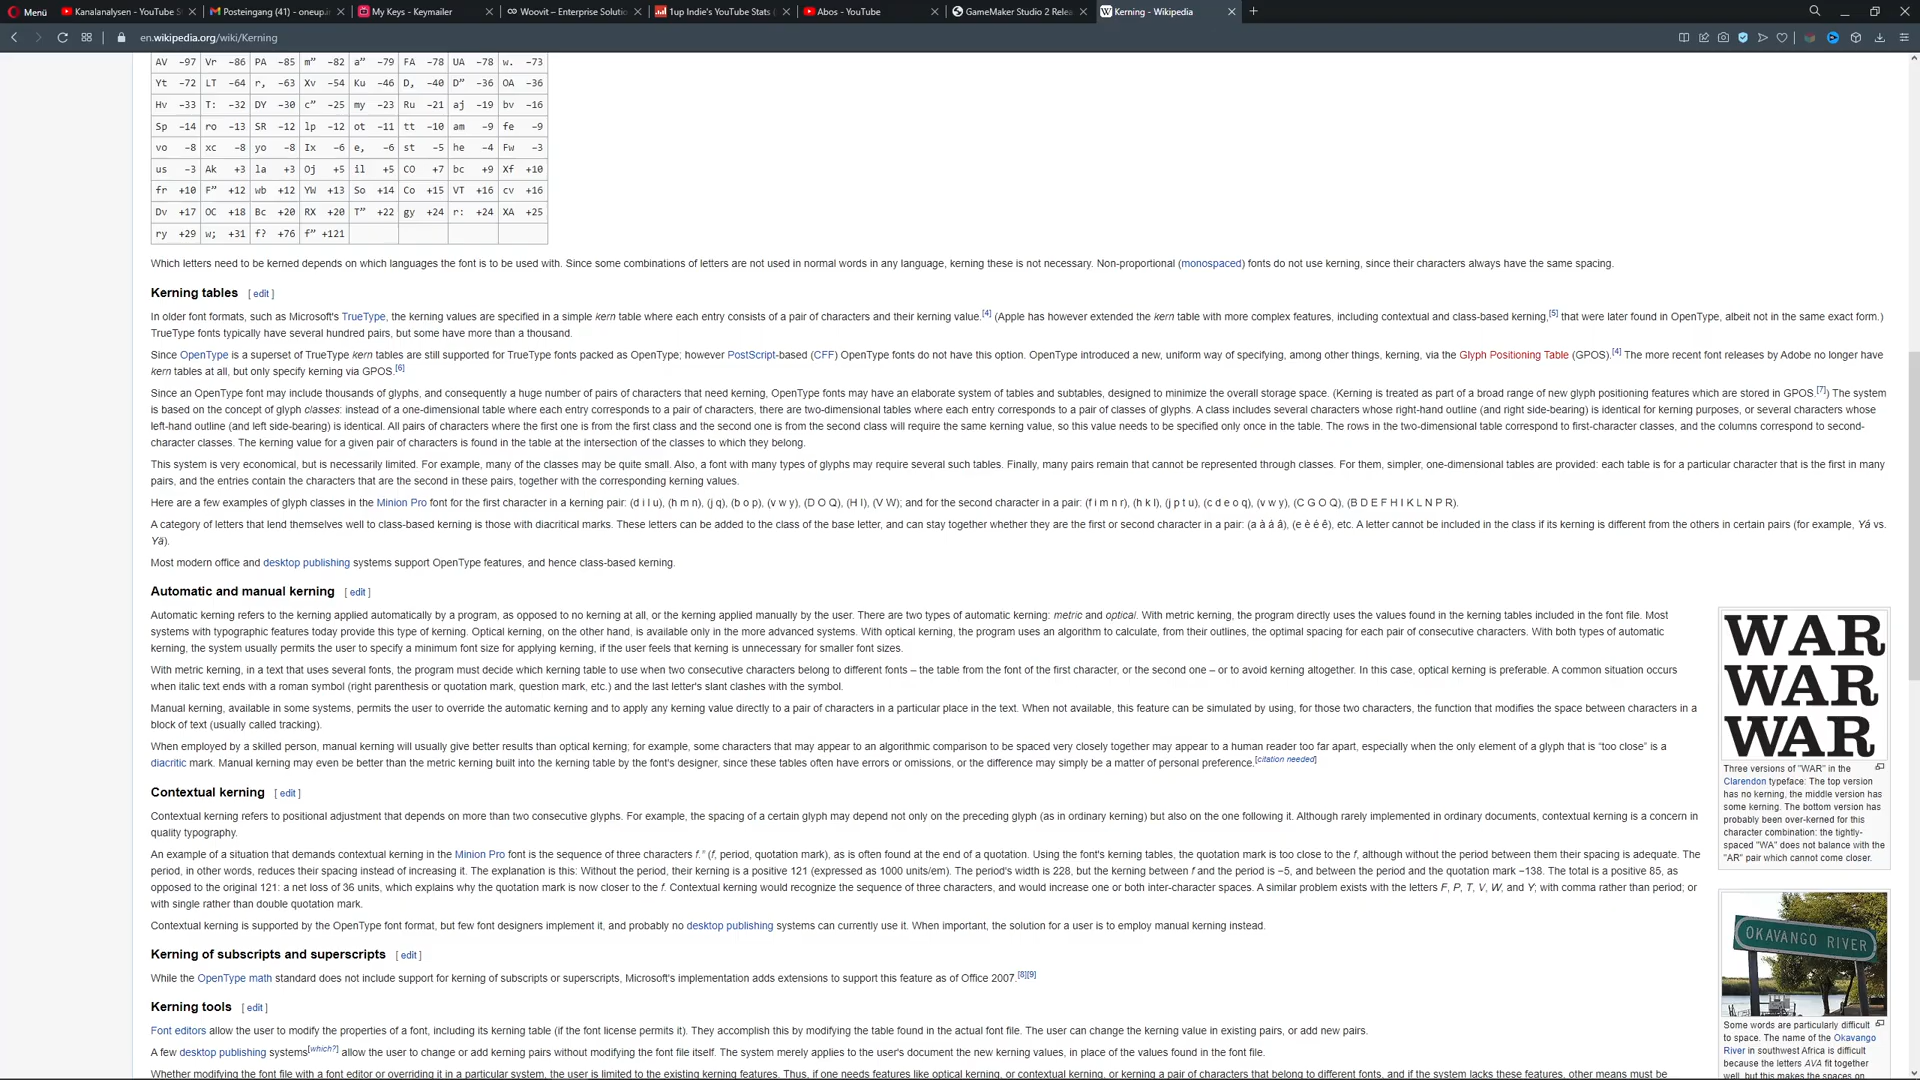 Menü
Kanalanalysen - YouTube S
Posteingang (41) - oneup.i
My Keys - Keymailer
Woovit – Enterprise Solutio
1up Indie's YouTube Stats
Abos - YouTube
GameMaker Studio 2 Relea
Kerning - Wikipedia
en.wikipedia.org/wiki/Kerning
AV -97 Vr -86 PA -85 m” -82 a” -79 FA -78 UA -78 w. -73
Yt -72 LT -64 r, -63 Xv -54 Ku -46 D, -40 D” -36 OA -36
Hv -33 T: -32 DY -30 c” -25 my -23 Ru -21 aj -19 bv -16
Sp -14 ro -13 SR -12 lp -12 ot -11 tt -10 am -9 fe -9
vo -8 xc -8 yo -8 Ix -6 e, -6 st -5 he -4 Fw -3
us -3 Ak +3 la +3 Oj +5 il +5 CO +7 bc +9 Xf +10
fr +10 F” +12 wb +12 YW +13 So +14 Co +15 VT +16 cv +16
Dv +17 OC +18 Bc +20 RX +20 T” +22 gy +24 r: +24 XA +25
ry +29 w; +31 f? +76 f” +121
Which letters need to be kerned depends on which languages the font is to be used with. Since some combinations of letters are not used in normal words in any language, kerning these is not necessary. Non-proportional (monospaced) fonts do not use kerning, since their characters always have the same spacing.
Kerning tables [ edit ]
In older font formats, such as Microsoft's TrueType, the kerning values are specified in a simple kern table where each entry consists of a pair of characters and their kerning value.[4] (Apple has however extended the kern table with more complex features, including contextual and class-based kerning,[5] that were later found in OpenType, albeit not in the same exact form.)
TrueType fonts typically have several hundred pairs, but some have more than a thousand.
Since OpenType is a superset of TrueType kern tables are still supported for TrueType fonts packed as OpenType; however PostScript-based (CFF) OpenType fonts do not have this option. OpenType introduced a new, uniform way of specifying, among other things, kerning, via the Glyph Positioning Table (GPOS).[4] The more recent font releases by Adobe no longer have
kern tables at all, but only specify kerning via GPOS.[6]
Since an OpenType font may include thousands of glyphs, and consequently a huge number of pairs of characters that need kerning, OpenType fonts may have an elaborate system of tables and subtables, designed to minimize the overall storage space. (Kerning is treated as part of a broad range of new glyph positioning features which are stored in GPOS.[7]) The system
is based on the concept of glyph classes: instead of a one-dimensional table where each entry corresponds to a pair of characters, there are two-dimensional tables where each entry corresponds to a pair of classes of glyphs. A class includes several characters whose right-hand outline (and right side-bearing) is identical for kerning purposes, or several characters whose
left-hand outline (and left side-bearing) is identical. All pairs of characters where the first one is from the first class and the second one is from the second class will require the same kerning value, so this value needs to be specified only once in the table. The rows in the two-dimensional table correspond to first-character classes, and the columns correspond to second-
character classes. The kerning value for a given pair of characters is found in the table at the intersection of the classes to which they belong.
This system is very economical, but is necessarily limited. For example, many of the classes may be quite small. Also, a font with many types of glyphs may require several such tables. Finally, many pairs remain that cannot be represented through classes. For them, simpler, one-dimensional tables are provided: each table is for a particular character that is the first in many
pairs, and the entries contain the characters that are the second in these pairs, together with the corresponding kerning values.
Here are a few examples of glyph classes in the Minion Pro font for the first character in a kerning pair: (d i l u), (h m n), (j q), (b o p), (v w y), (D O Q), (H I), (V W); and for the second character in a pair: (f i m n r), (h k l), (j p t u), (c d e o q), (v w y), (C G O Q), (B D E F H I K L N P R).
A category of letters that lend themselves well to class-based kerning is those with diacritical marks. These letters can be added to the class of the base letter, and can stay together whether they are the first or second character in a pair: (a à á â), (e è é ê), etc. A letter cannot be included in the class if its kerning is different from the others in certain pairs (for example, Yá vs.
Yä).
Most modern office and desktop publishing systems support OpenType features, and hence class-based kerning.
Automatic and manual kerning [ edit ]
Automatic kerning refers to the kerning applied automatically by a program, as opposed to no kerning at all, or the kerning applied manually by the user. There are two types of automatic kerning: metric and optical. With metric kerning, the program directly uses the values found in the kerning tables included in the font file. Most
systems with typographic features today provide this type of kerning. Optical kerning, on the other hand, is available only in the more advanced systems. With optical kerning, the program uses an algorithm to calculate, from their outlines, the optimal spacing for each pair of consecutive characters. With both types of automatic
kerning, the system usually permits the user to specify a minimum font size for applying kerning, if the user feels that kerning is unnecessary for smaller font sizes.
With metric kerning, in a text that uses several fonts, the program must decide which kerning table to use when two consecutive characters belong to different fonts – the table from the font of the first character, or the second one – or to avoid kerning altogether. In this case, optical kerning is preferable. A common situation occurs
when italic text ends with a roman symbol (right parenthesis or quotation mark, question mark, etc.) and the last letter's slant clashes with the symbol.
Manual kerning, available in some systems, permits the user to override the automatic kerning and to apply any kerning value directly to a pair of characters in a particular place in the text. When not available, this feature can be simulated by using, for those two characters, the function that modifies the space between characters in a
block of text (usually called tracking).
When employed by a skilled person, manual kerning will usually give better results than optical kerning; for example, some characters that may appear to an algorithmic comparison to be spaced very closely together may appear to a human reader too far apart, especially when the only element of a glyph that is “too close” is a
diacritic mark. Manual kerning may even be better than the metric kerning built into the kerning table by the font's designer, since these tables often have errors or omissions, or the difference may simply be a matter of personal preference.[citation needed]
WAR
WAR
WAR
Three versions of "WAR" in the
Clarendon typeface: The top version
has no kerning, the middle version has
some kerning. The bottom version has
probably been over-kerned for this
character combination: the tightly-
spaced "WA" does not balance with the
"AR" pair which cannot come closer.
Contextual kerning [ edit ]
Contextual kerning refers to positional adjustment that depends on more than two consecutive glyphs. For example, the spacing of a certain glyph may depend not only on the preceding glyph (as in ordinary kerning) but also on the one following it. Although rarely implemented in ordinary documents, contextual kerning is a concern in
quality typography.
An example of a situation that demands contextual kerning in the Minion Pro font is the sequence of three characters f.” (f, period, quotation mark), as is often found at the end of a quotation. Using the font's kerning tables, the quotation mark is too close to the f, although without the period between them their spacing is adequate. The
period, in other words, reduces their spacing instead of increasing it. The explanation is this: Without the period, their kerning is a positive 121 (expressed as 1000 units/em). The period's width is 228, but the kerning between f and the period is −5, and between the period and the quotation mark −138. The total is a positive 85, as
opposed to the original 121: a net loss of 36 units, which explains why the quotation mark is now closer to the f. Contextual kerning would recognize the sequence of three characters, and would increase one or both inter-character spaces. A similar problem exists with the letters F, P, T, V, W, and Y; with comma rather than period; or
with single rather than double quotation mark.
Contextual kerning is supported by the OpenType font format, but few font designers implement it, and probably no desktop publishing systems can currently use it. When important, the solution for a user is to employ manual kerning instead.
Kerning of subscripts and superscripts [ edit ]
While the OpenType math standard does not include support for kerning of subscripts or superscripts, Microsoft's implementation adds extensions to support this feature as of Office 2007.[8][9]
Kerning tools [ edit ]
Font editors allow the user to modify the properties of a font, including its kerning table (if the font license permits it). They accomplish this by modifying the table found in the actual font file. The user can change the kerning value in existing pairs, or add new pairs.
A few desktop publishing systems[which?] allow the user to change or add kerning pairs without modifying the font file itself. The system merely applies to the user's document the new kerning values, in place of the values found in the font file.
Whether modifying the font file with a font editor or overriding it in a particular system, the user is limited to the existing kerning features. Thus, if one needs features like optical kerning, or contextual kerning, or kerning a pair of characters that belong to different fonts, and if the system lacks these features, other means must be
OKAVANGO RIVER
Some words are particularly difficult
to space. The name of the Okavango
River in southwest Africa is difficult
because the letters AVA fit together
well, but this makes the spaces on